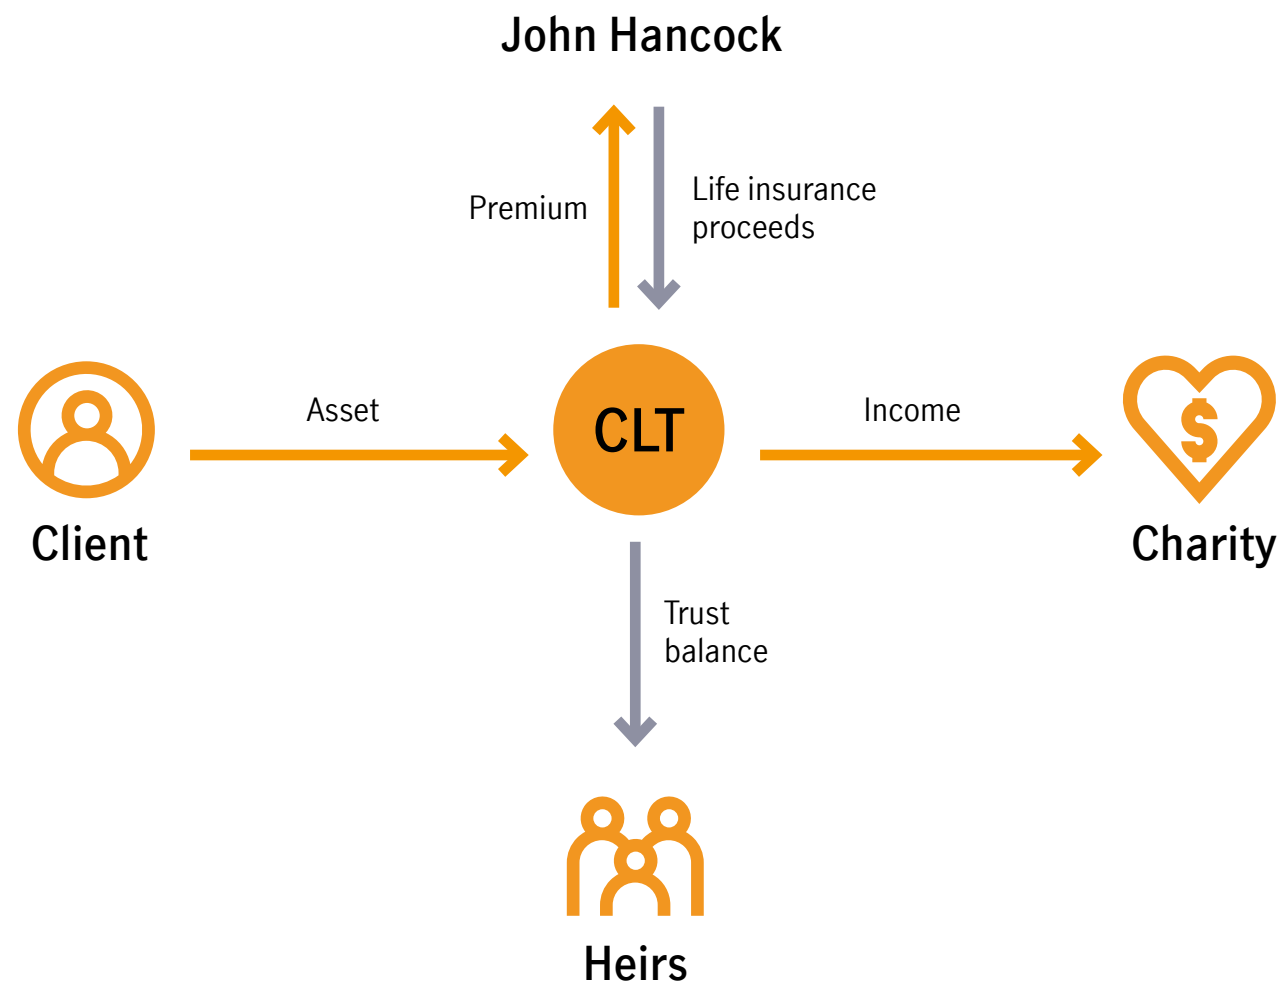 John Hancock
Premium
Life insurance
proceeds
Asset
CLT
Income
$
Client
Charity
Trust
balance
Heirs